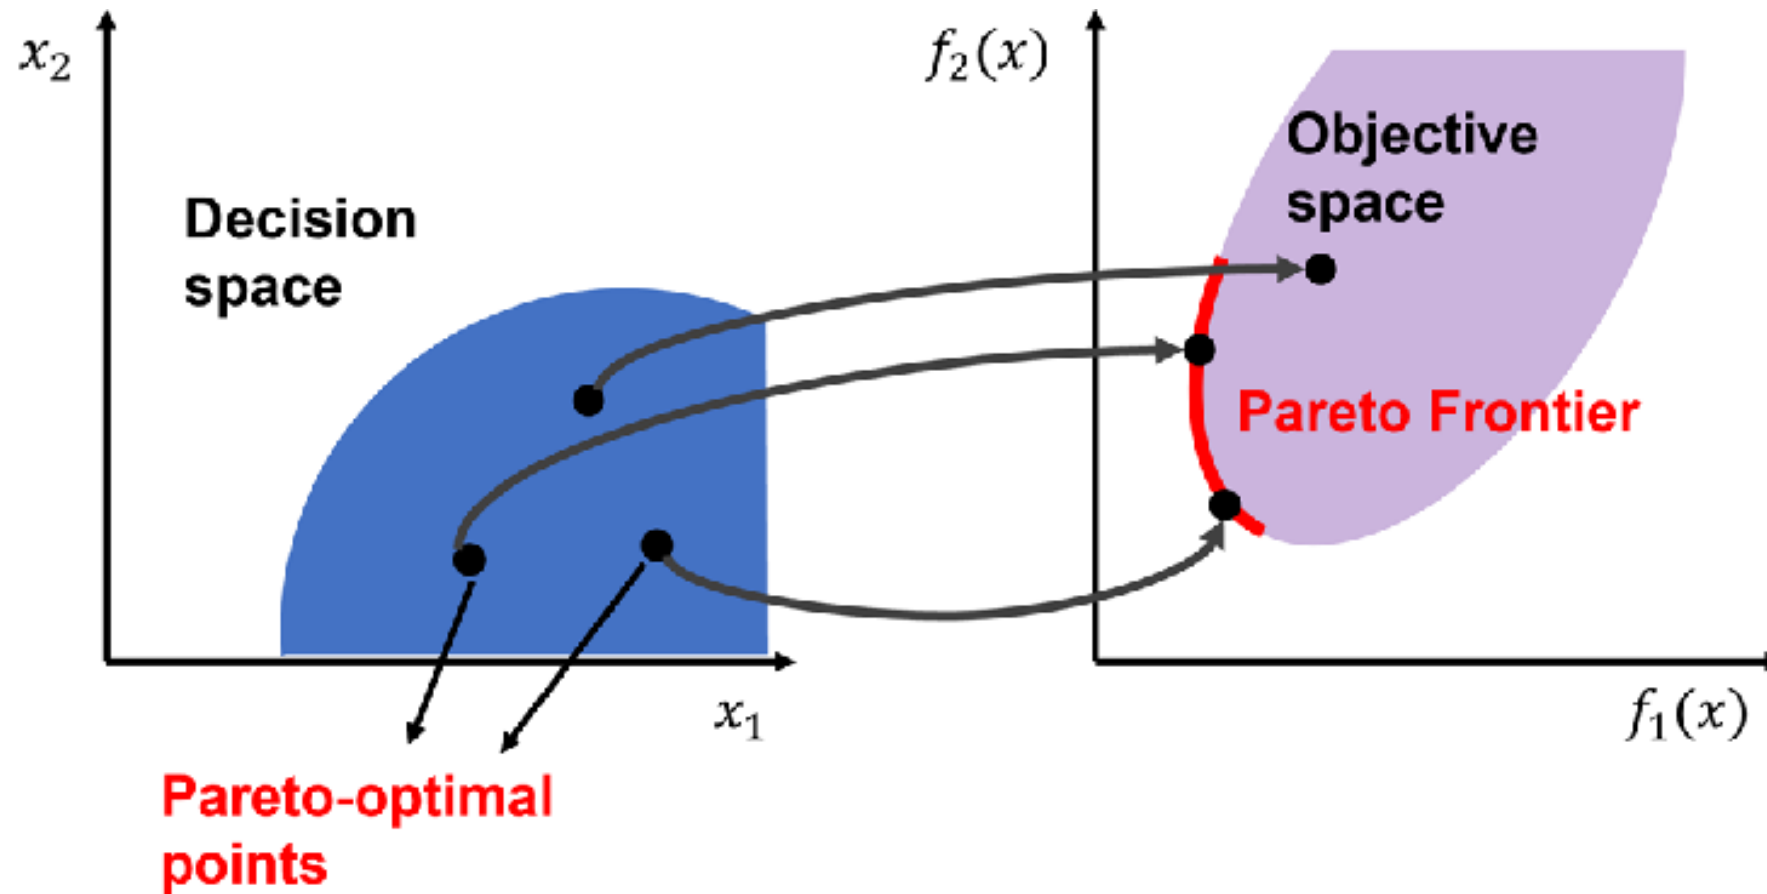 x₂
Decision
space
x₁
Pareto-optimal
points
f₂(x)
Objective
space
Pareto Frontier
f₁(x)